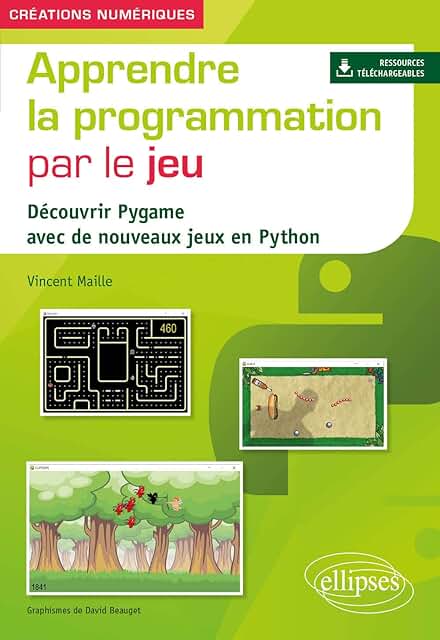 CRÉATIONS NUMÉRIQUES
RESSOURCES
TÉLÉCHARGEABLES
Apprendre
la programmation
par le jeu
Découvrir Pygame
avec de nouveaux jeux en Python
Vincent Maille
460
1841
Graphismes de David Beauget
ellipses